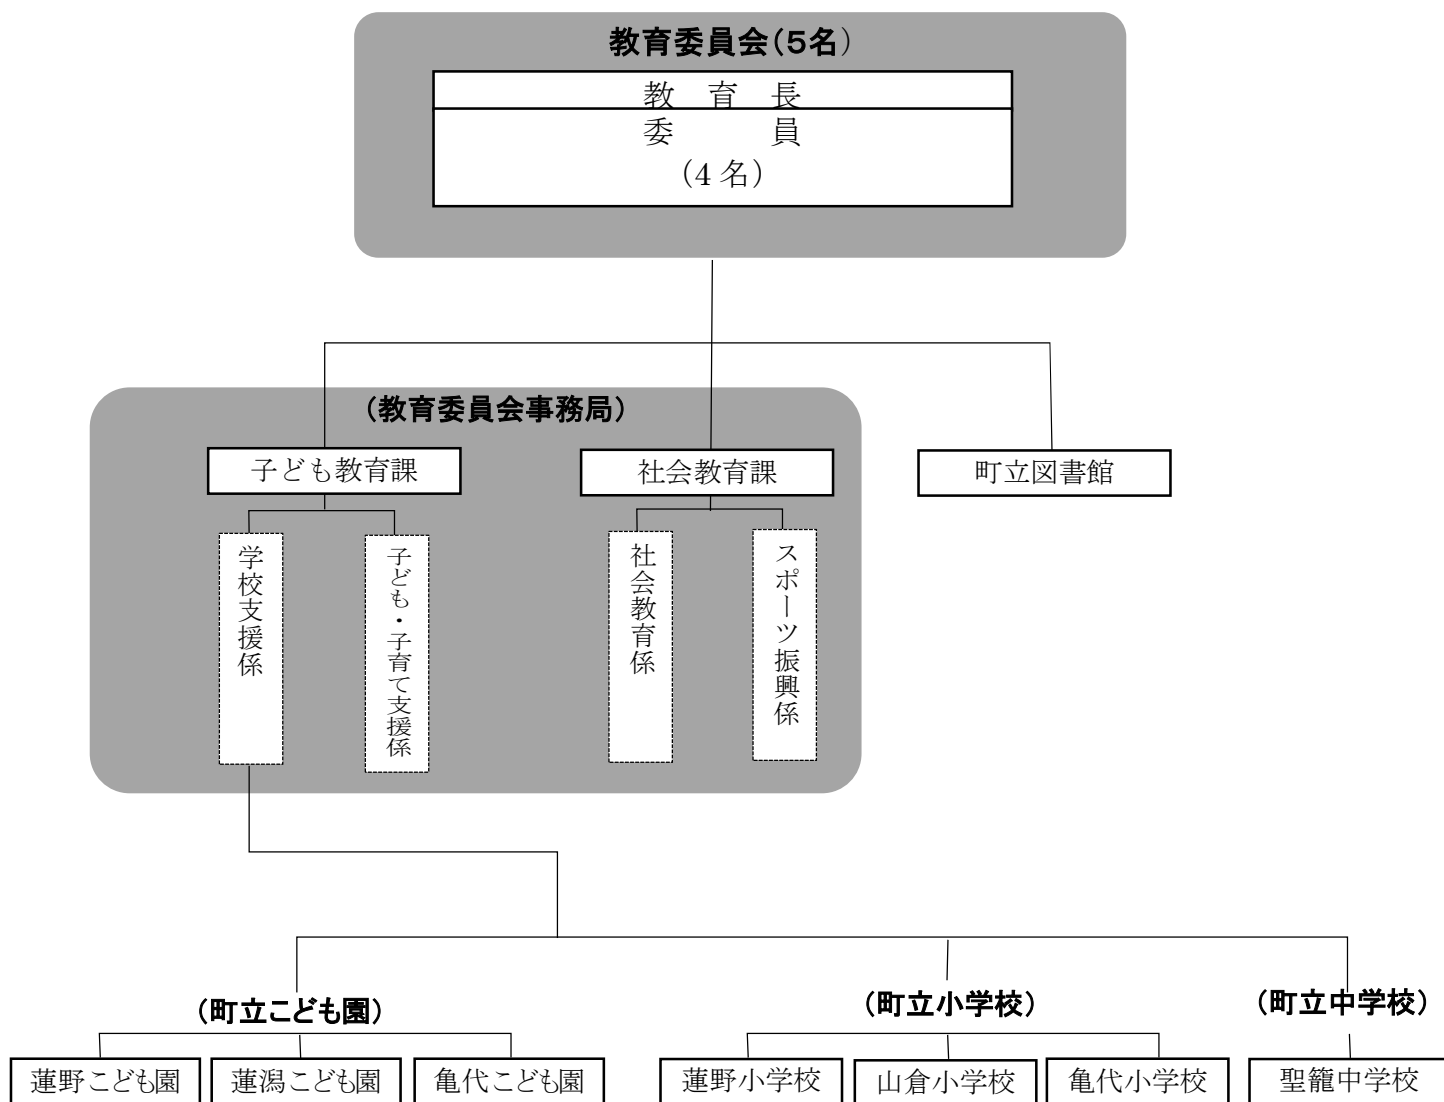 教育委員会(5名)
教　育　長
委　　　員
(4 名)
(教育委員会事務局)
子ども教育課
社会教育課
町立図書館
学校支援係
子ども・子育て支援係
社会教育係
スポーツ振興係
(町立こども園)
(町立小学校)
(町立中学校)
蓮野こども園
蓮潟こども園
亀代こども園
蓮野小学校
山倉小学校
亀代小学校
聖籠中学校